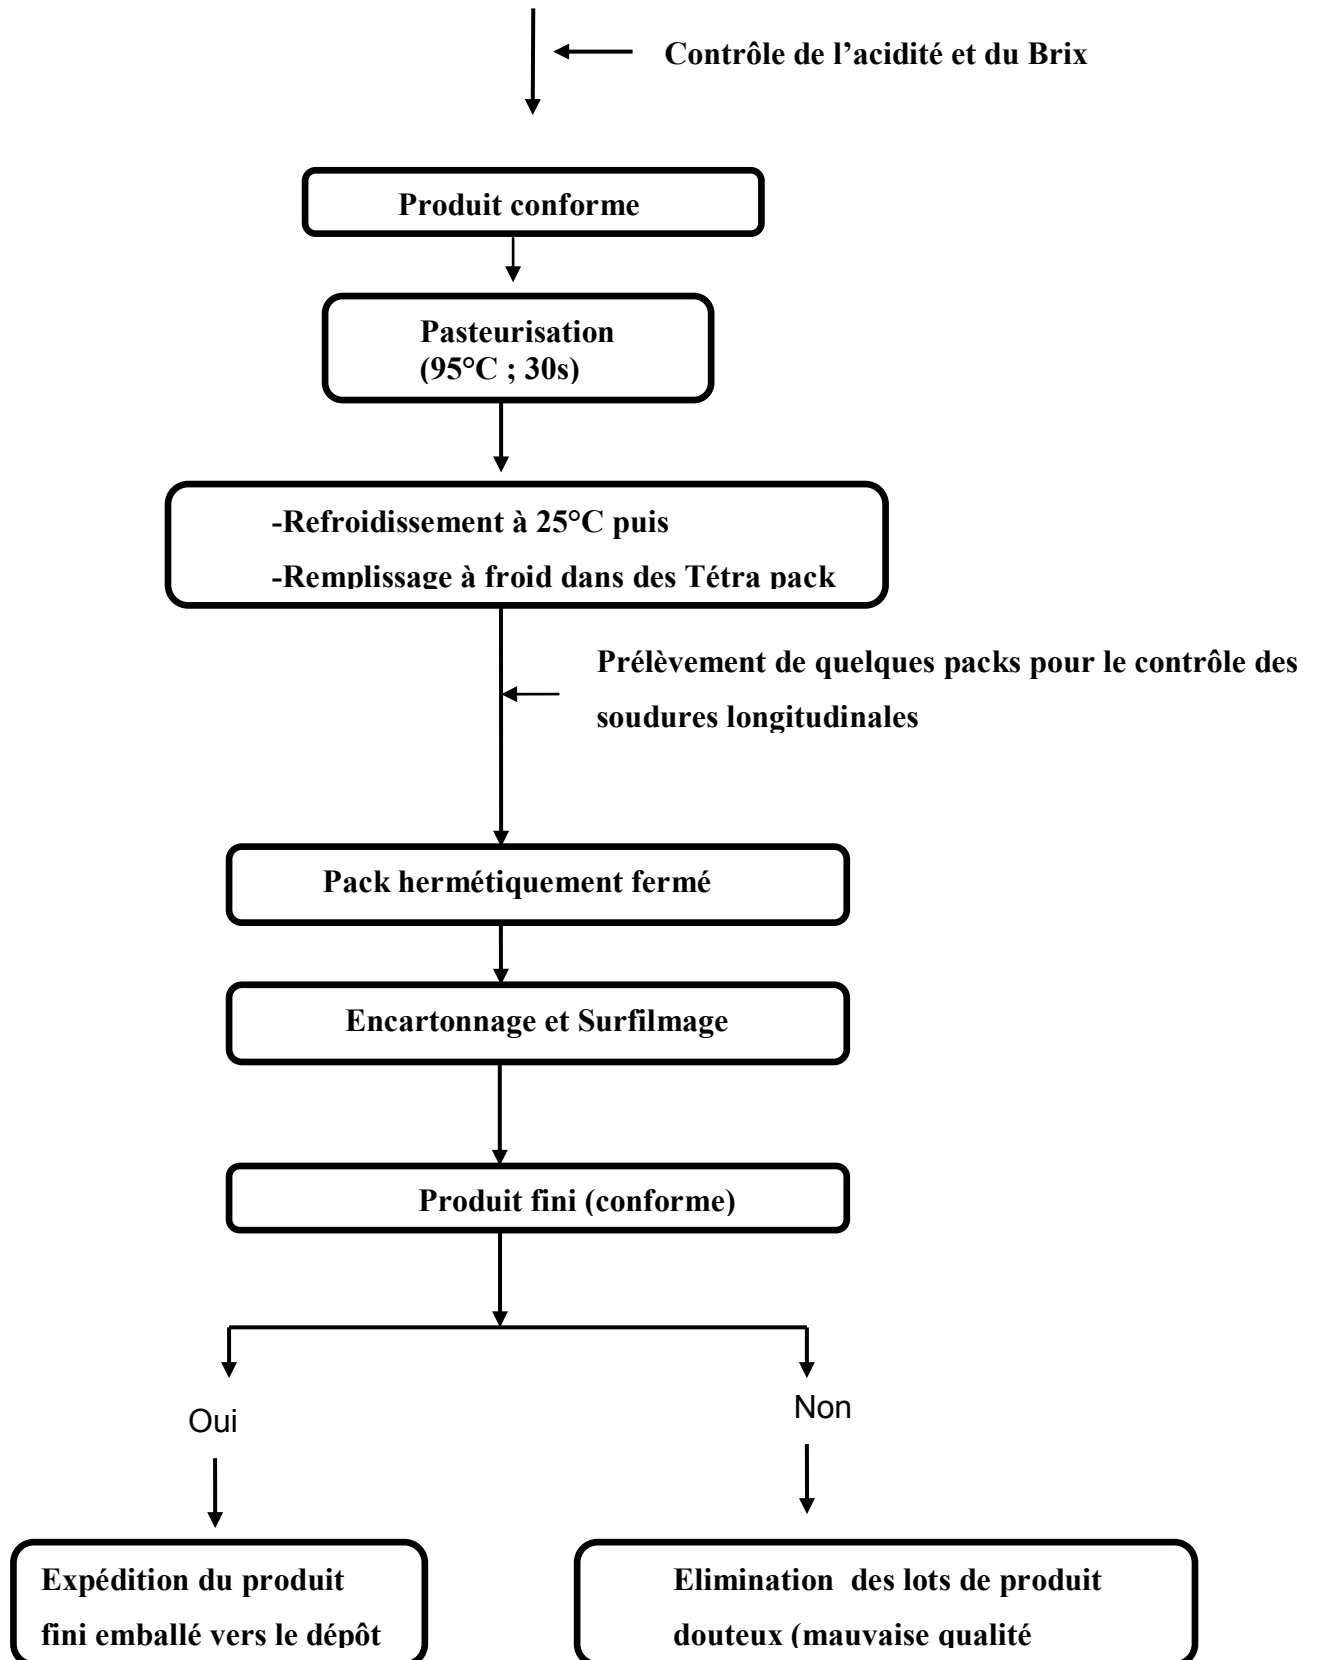 Contrôle de l’acidité et du Brix
Produit conforme
Pasteurisation
(95°C ; 30s)
-Refroidissement à 25°C puis
-Remplissage à froid dans des Tétra pack
Prélèvement de quelques packs pour le contrôle des
soudures longitudinales
Pack hermétiquement fermé
Encartonnage et Surfilmage
Produit fini (conforme)
Oui
Non
Expédition du produit
fini emballé vers le dépôt
Elimination  des lots de produit
douteux (mauvaise qualité